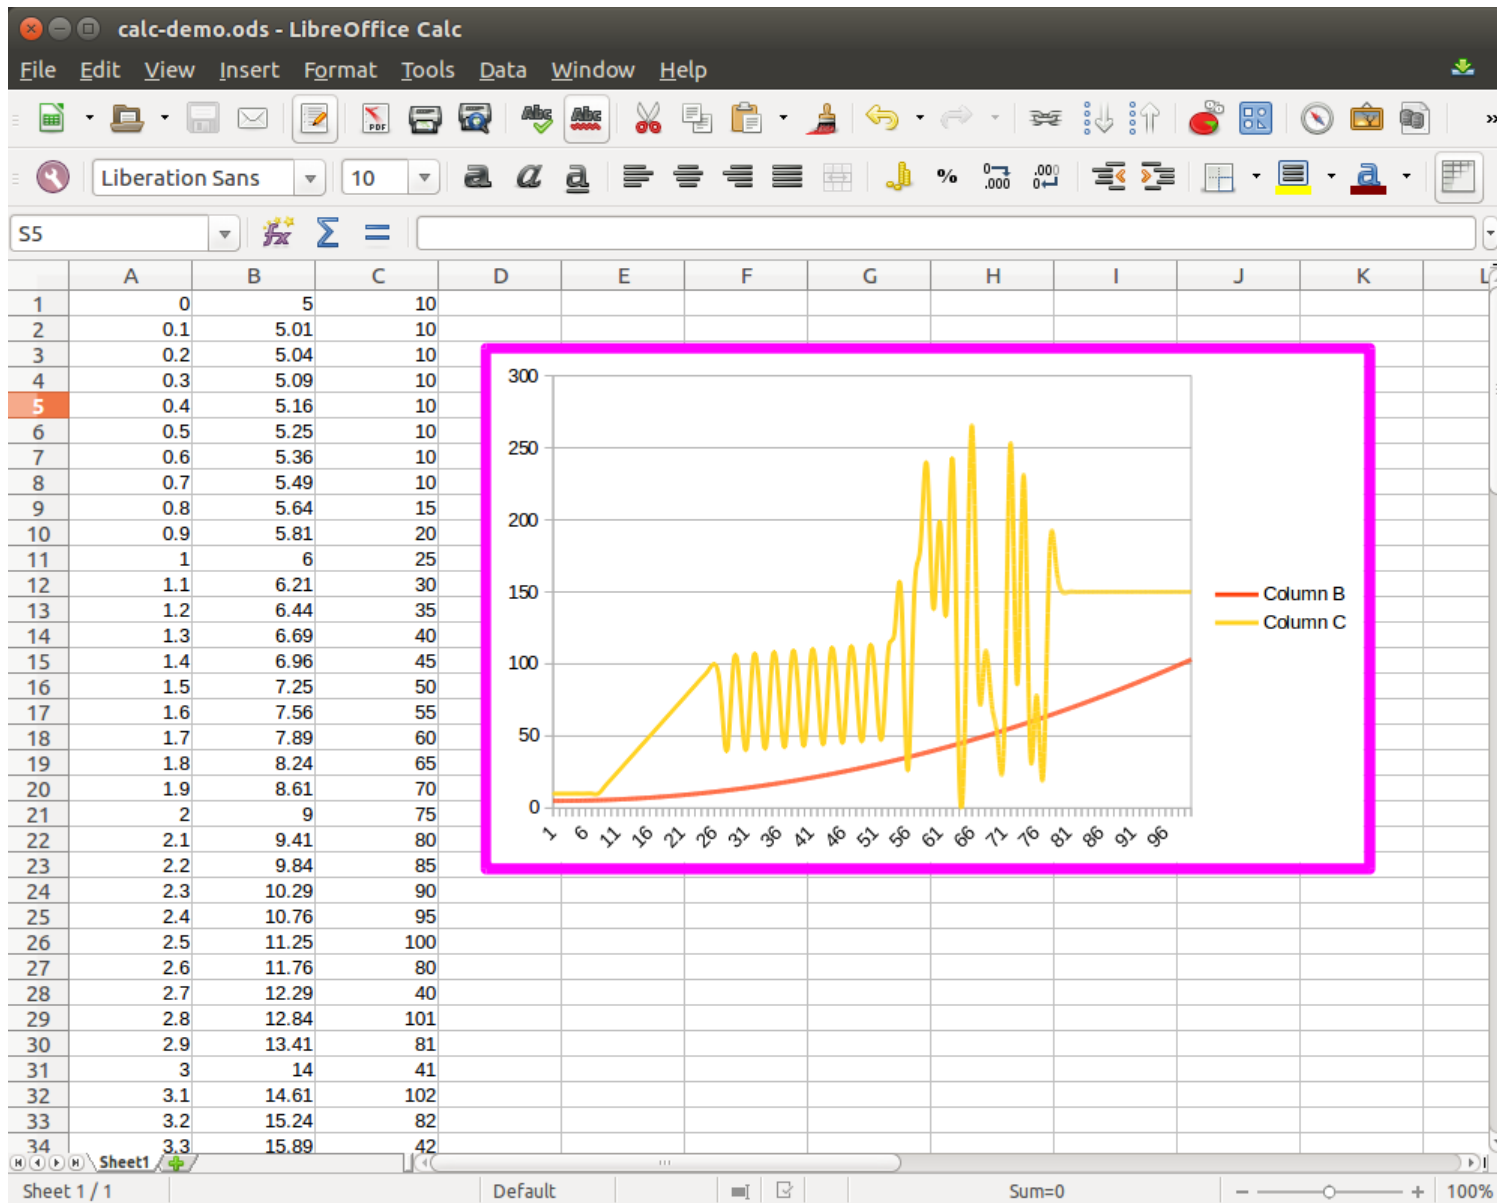 calc-demo.ods - LibreOffice Calc
File Edit View Insert Format Tools Data Window Help
PDF Abc Abc
Liberation Sans 10 a a a % 0 .000 .000 0 a
S5 fx Σ =
A B C D E F G H I J K L
1 0 5 10
2 0.1 5.01 10
3 0.2 5.04 10
4 0.3 5.09 10
5 0.4 5.16 10
6 0.5 5.25 10
7 0.6 5.36 10
8 0.7 5.49 10
9 0.8 5.64 15
10 0.9 5.81 20
11 1 6 25
12 1.1 6.21 30
13 1.2 6.44 35
14 1.3 6.69 40
15 1.4 6.96 45
16 1.5 7.25 50
17 1.6 7.56 55
18 1.7 7.89 60
19 1.8 8.24 65
20 1.9 8.61 70
21 2 9 75
22 2.1 9.41 80
23 2.2 9.84 85
24 2.3 10.29 90
25 2.4 10.76 95
26 2.5 11.25 100
27 2.6 11.76 80
28 2.7 12.29 40
29 2.8 12.84 101
30 2.9 13.41 81
31 3 14 41
32 3.1 14.61 102
33 3.2 15.24 82
34 3.3 15.89 42
300
250
200
150
100
50
0
1 6 11 16 21 26 31 36 41 46 51 56 61 66 71 76 81 86 91 96
Column B
Column C
Sheet1
Sheet 1 / 1 Default Sum=0 100%